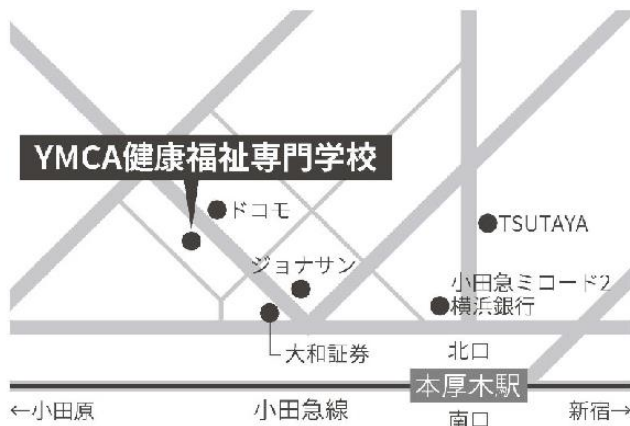 YMCA健康福祉専門学校
ドコモ
TSUTAYA
ジョナサン
小田急ミロード2
横浜銀行
大和証券
北口
本厚木駅
←小田原
小田急線
南口
新宿→